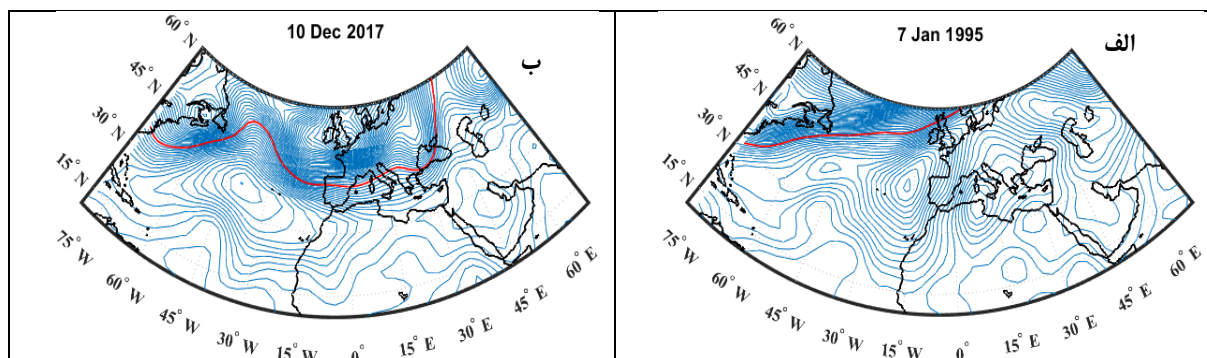 10 Dec 2017
ب
60° N
45° N
30° N
15° N
75° W
60° W
45° W
30° W
15° W
0°
15° E
30° E
45° E
60° E
7 Jan 1995
الف
60° N
45° N
30° N
15° N
75° W
60° W
45° W
30° W
15° W
0°
15° E
30° E
45° E
60° E